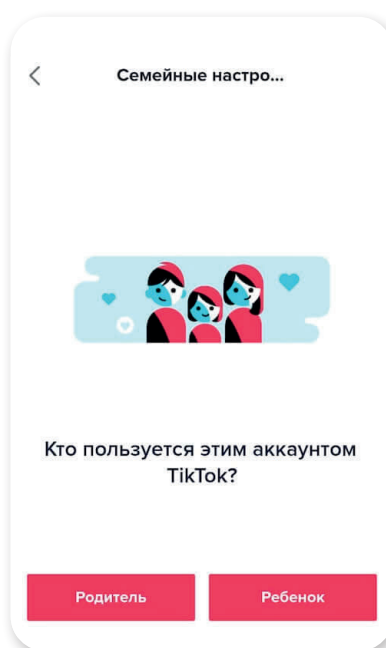 Семейные настро...
Кто пользуется этим аккаунтом
TikTok?
Родитель
Ребенок